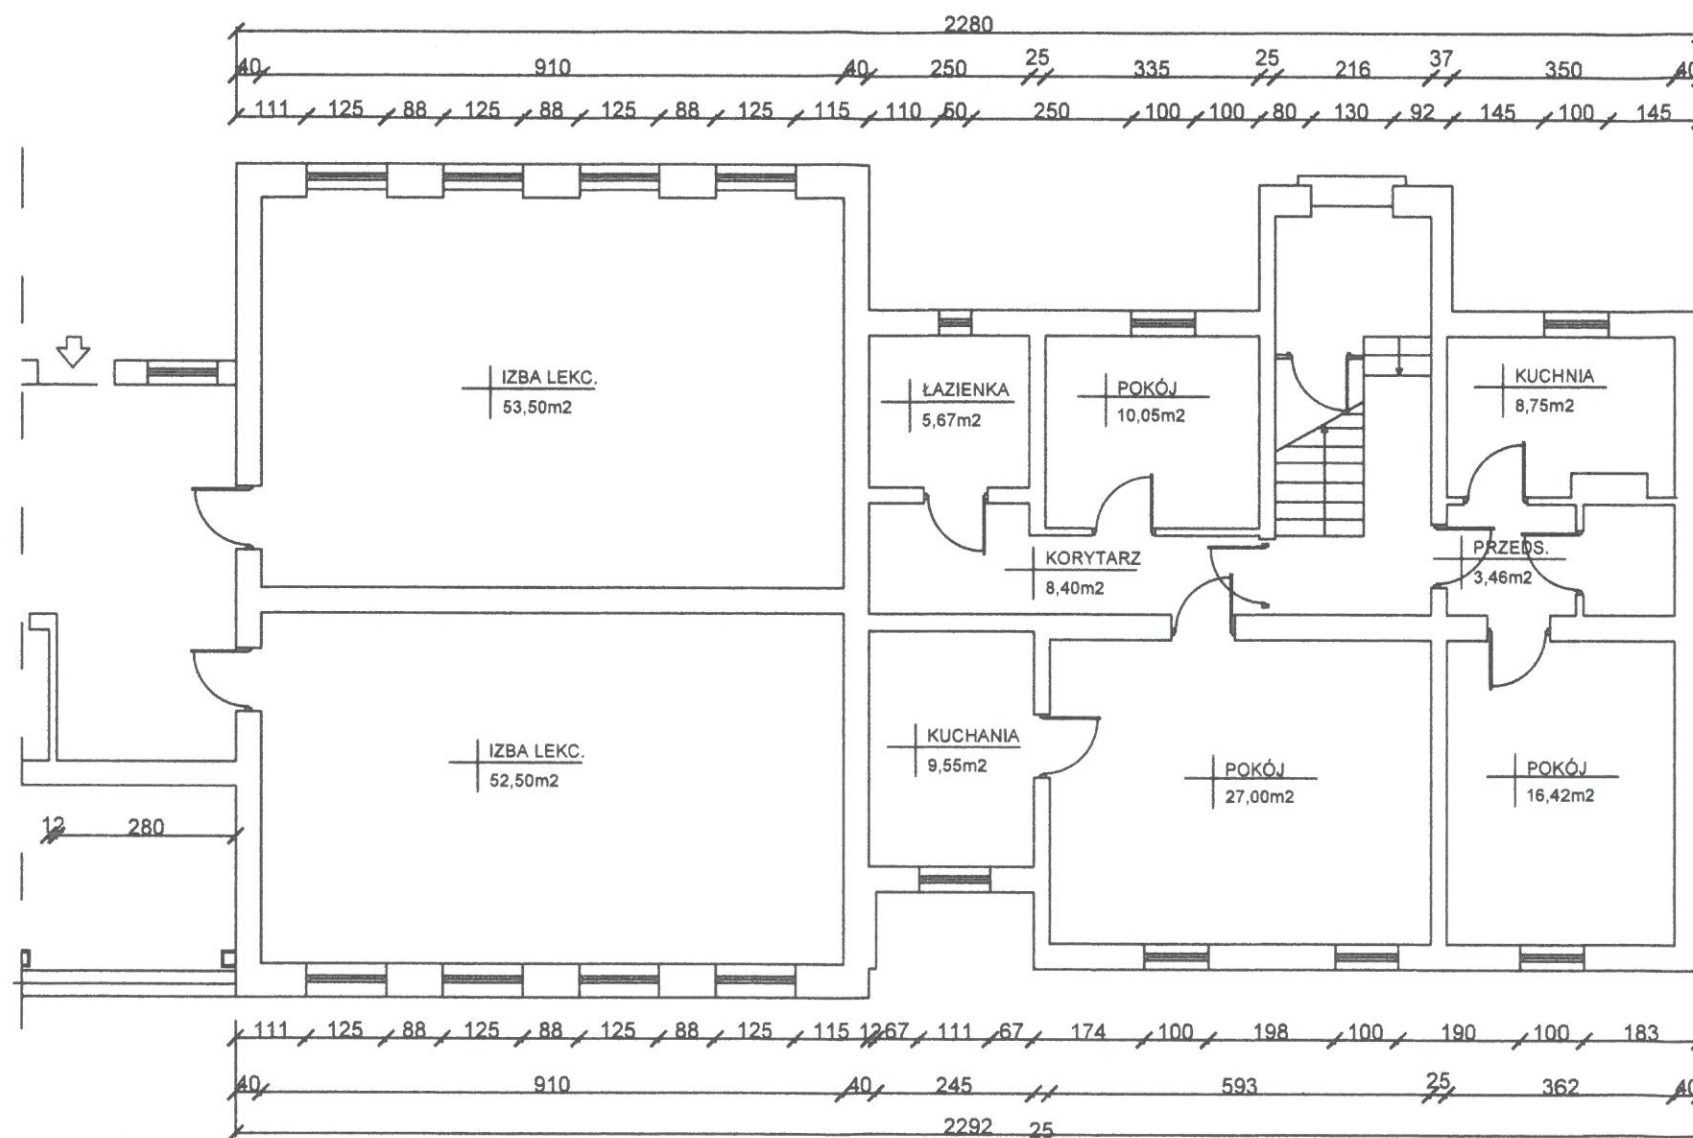 2280
40 910 40 250 25 335 25 216 37 350 40
111 125 88 125 88 125 88 125 115 110 50 250 100 100 80 130 92 145 100 145
IZBA LEKC.
53,50m2
ŁAZIENKA
5,67m2
POKÓJ
10,05m2
KUCHNIA
8,75m2
KORYTARZ
8,40m2
PRZEDS.
3,46m2
IZBA LEKC.
52,50m2
KUCHANIA
9,55m2
POKÓJ
27,00m2
POKÓJ
16,42m2
12 280
111 125 88 125 88 125 88 125 115 12 67 111 67 174 100 198 100 190 100 183
40 910 40 245 593 25 362 40
2292 25